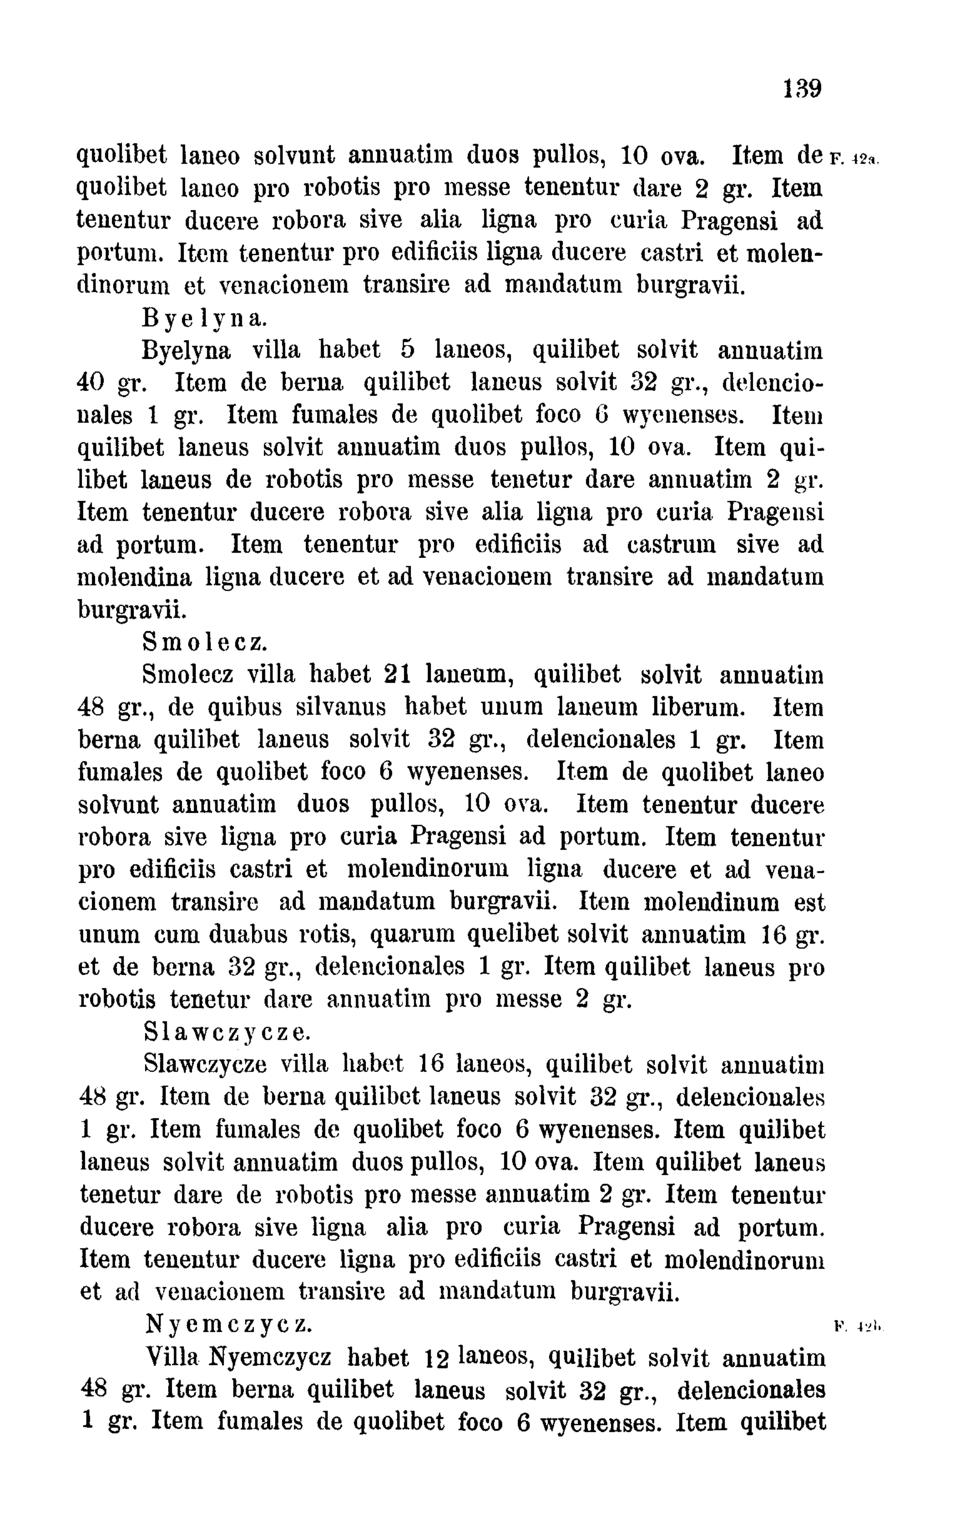 139
quolibet laneo solvunt annuatim duos pullos, 10 ova. Item de F. 42a.
quolibet laneo pro robotis pro messe tenentur dare 2 gr. Item
tenentur ducere robora sive alia ligna pro curia Pragensi ad
portum. Item tenentur pro edificiis ligna ducere castri et molen-
dinorum et venacionem transire ad mandatum burgravii.
Byelyna.
Byelyna villa habet 5 laneos, quilibet solvit annuatim
40 gr. Item de berna quilibet laneus solvit 32 gr., delencio-
nales 1 gr. Item fumales de quolibet foco 6 wyenenses. Item
quilibet laneus solvit annuatim duos pullos, 10 ova. Item qui-
libet laneus de robotis pro messe tenetur dare annuatim 2 gr.
Item tenentur ducere robora sive alia ligna pro curia Pragensi
ad portum. Item tenentur pro edificiis ad castrum sive ad
molendina ligna ducere et ad venacionem transire ad mandatum
burgravii.
Smolecz.
Smolecz villa habet 21 laneum, quilibet solvit annuatim
48 gr., de quibus silvanus habet unum laneum liberum. Item
berna quilibet laneus solvit 32 gr., delencionales 1 gr. Item
fumales de quolibet foco 6 wyenenses. Item de quolibet laneo
solvunt annuatim duos pullos, 10 ova. Item tenentur ducere
robora sive ligna pro curia Pragensi ad portum. Item tenentur
pro edificiis castri et molendinorum ligna ducere et ad vena-
cionem transire ad mandatum burgravii. Item molendinum est
unum cum duabus rotis, quarum quelibet solvit annuatim 16 gr.
et de berna 32 gr., delencionales 1 gr. Item quilibet laneus pro
robotis tenetur dare annuatim pro messe 2 gr.
Slawczycze.
Slawczycze villa habet 16 laneos, quilibet solvit annuatim
48 gr. Item de berna quilibet laneus solvit 32 gr., delencionales
1 gr. Item fumales de quolibet foco 6 wyenenses. Item quilibet
laneus solvit annuatim duos pullos, 10 ova. Item quilibet laneus
tenetur dare de robotis pro messe annuatim 2 gr. Item tenentur
ducere robora sive ligna alia pro curia Pragensi ad portum.
Item tenentur ducere ligna pro edificiis castri et molendinorum
et ad venacionem transire ad mandatum burgravii.
Nyemczycz. F. 42b.
Villa Nyemczycz habet 12 laneos, quilibet solvit annuatim
48 gr. Item berna quilibet laneus solvit 32 gr., delencionales
1 gr. Item fumales de quolibet foco 6 wyenenses. Item quilibet